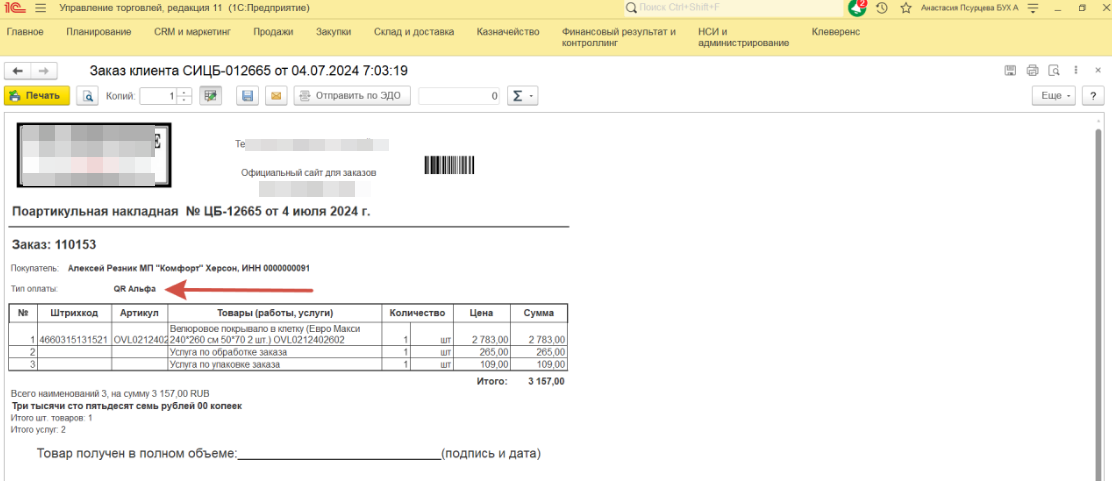 1С Управление торговлей, редакция 11 (1С:Предприятие) Поиск Ctrl+Shift+F 2 Анастасия Псурцева БУХ А
Главное Планирование CRM и маркетинг Продажи Закупки Склад и доставка Казначейство Финансовый результат и контроллинг НСИ и администрирование Клеверенс
Заказ клиента СИЦБ-012665 от 04.07.2024 7:03:19
Печать Копий: 1 Отправить по ЭДО 0 Σ Еще ?
Те
Официальный сайт для заказов
Поартикульная накладная № ЦБ-12665 от 4 июля 2024 г.
Заказ: 110153
Покупатель: Алексей Резник МП "Комфорт" Херсон, ИНН 0000000091
Тип оплаты: QR Альфа
№ Штрихкод Артикул Товары (работы, услуги) Количество Цена Сумма
Велюровое покрывало в клетку (Евро Макси
1 4660315131521 OVL0212402 240*260 см 50*70 2 шт.) OVL0212402602 1 шт 2 783,00 2 783,00
2 Услуга по обработке заказа 1 шт 265,00 265,00
3 Услуга по упаковке заказа 1 шт 109,00 109,00
Итого: 3 157,00
Всего наименований 3, на сумму 3 157,00 RUB
Три тысячи сто пятьдесят семь рублей 00 копеек
Итого шт. товаров: 1
Итого услуг: 2
Товар получен в полном объеме: (подпись и дата)